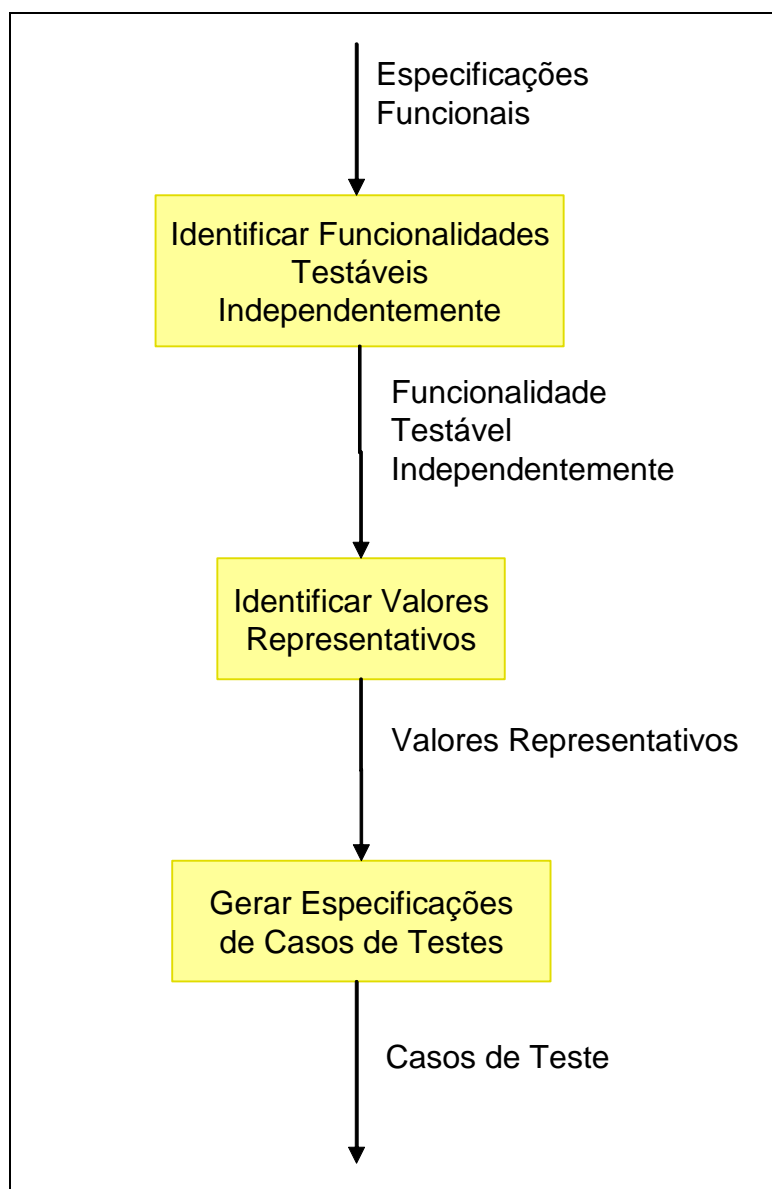 Especificações
Funcionais
Identificar Funcionalidades
Testáveis
Independentemente
Funcionalidade
Testável
Independentemente
Identificar Valores
Representativos
Valores Representativos
Gerar Especificações
de Casos de Testes
Casos de Teste